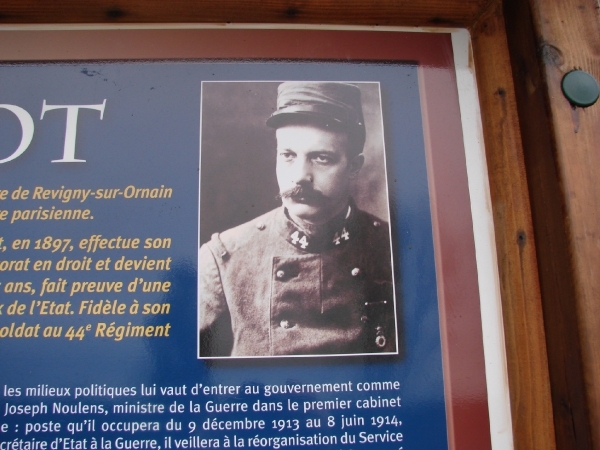 OT
re de Revigny-sur-Ornain
re parisienne.
t, en 1897, effectue son
orat en droit et devient
ans, fait preuve d'une
x de l'Etat. Fidèle à son
oldat au 44e Régiment
44
les milieux politiques lui vaut d'entrer au gouvernement comme
Joseph Noulens, ministre de la Guerre dans le premier cabinet
e : poste qu'il occupera du 9 décembre 1913 au 8 juin 1914,
crétaire d'Etat à la Guerre, il veillera à la réorganisation du Service